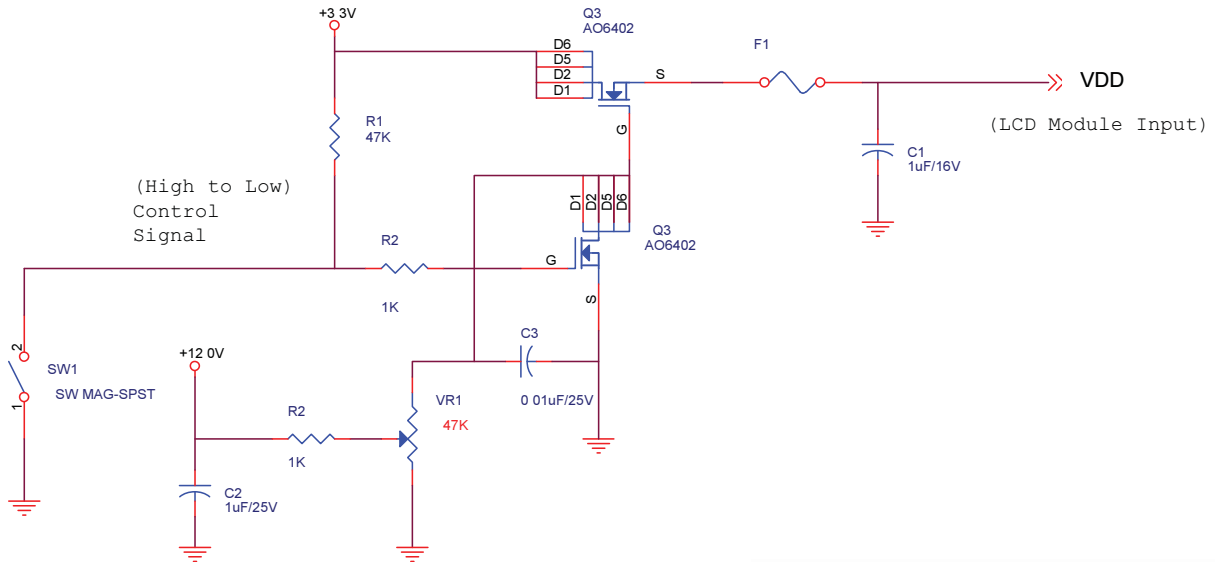 +3 3V
Q3
AO6402
D6
D5
D2
D1
S
G
F1
VDD
(LCD Module Input)
R1
47K
C1
1uF/16V
(High to Low)
Control
Signal
D1
D2
D5
D6
Q3
AO6402
R2
1K
G
S
2
1
SW1
SW MAG-SPST
+12 0V
C3
0 01uF/25V
R2
1K
VR1
47K
C2
1uF/25V